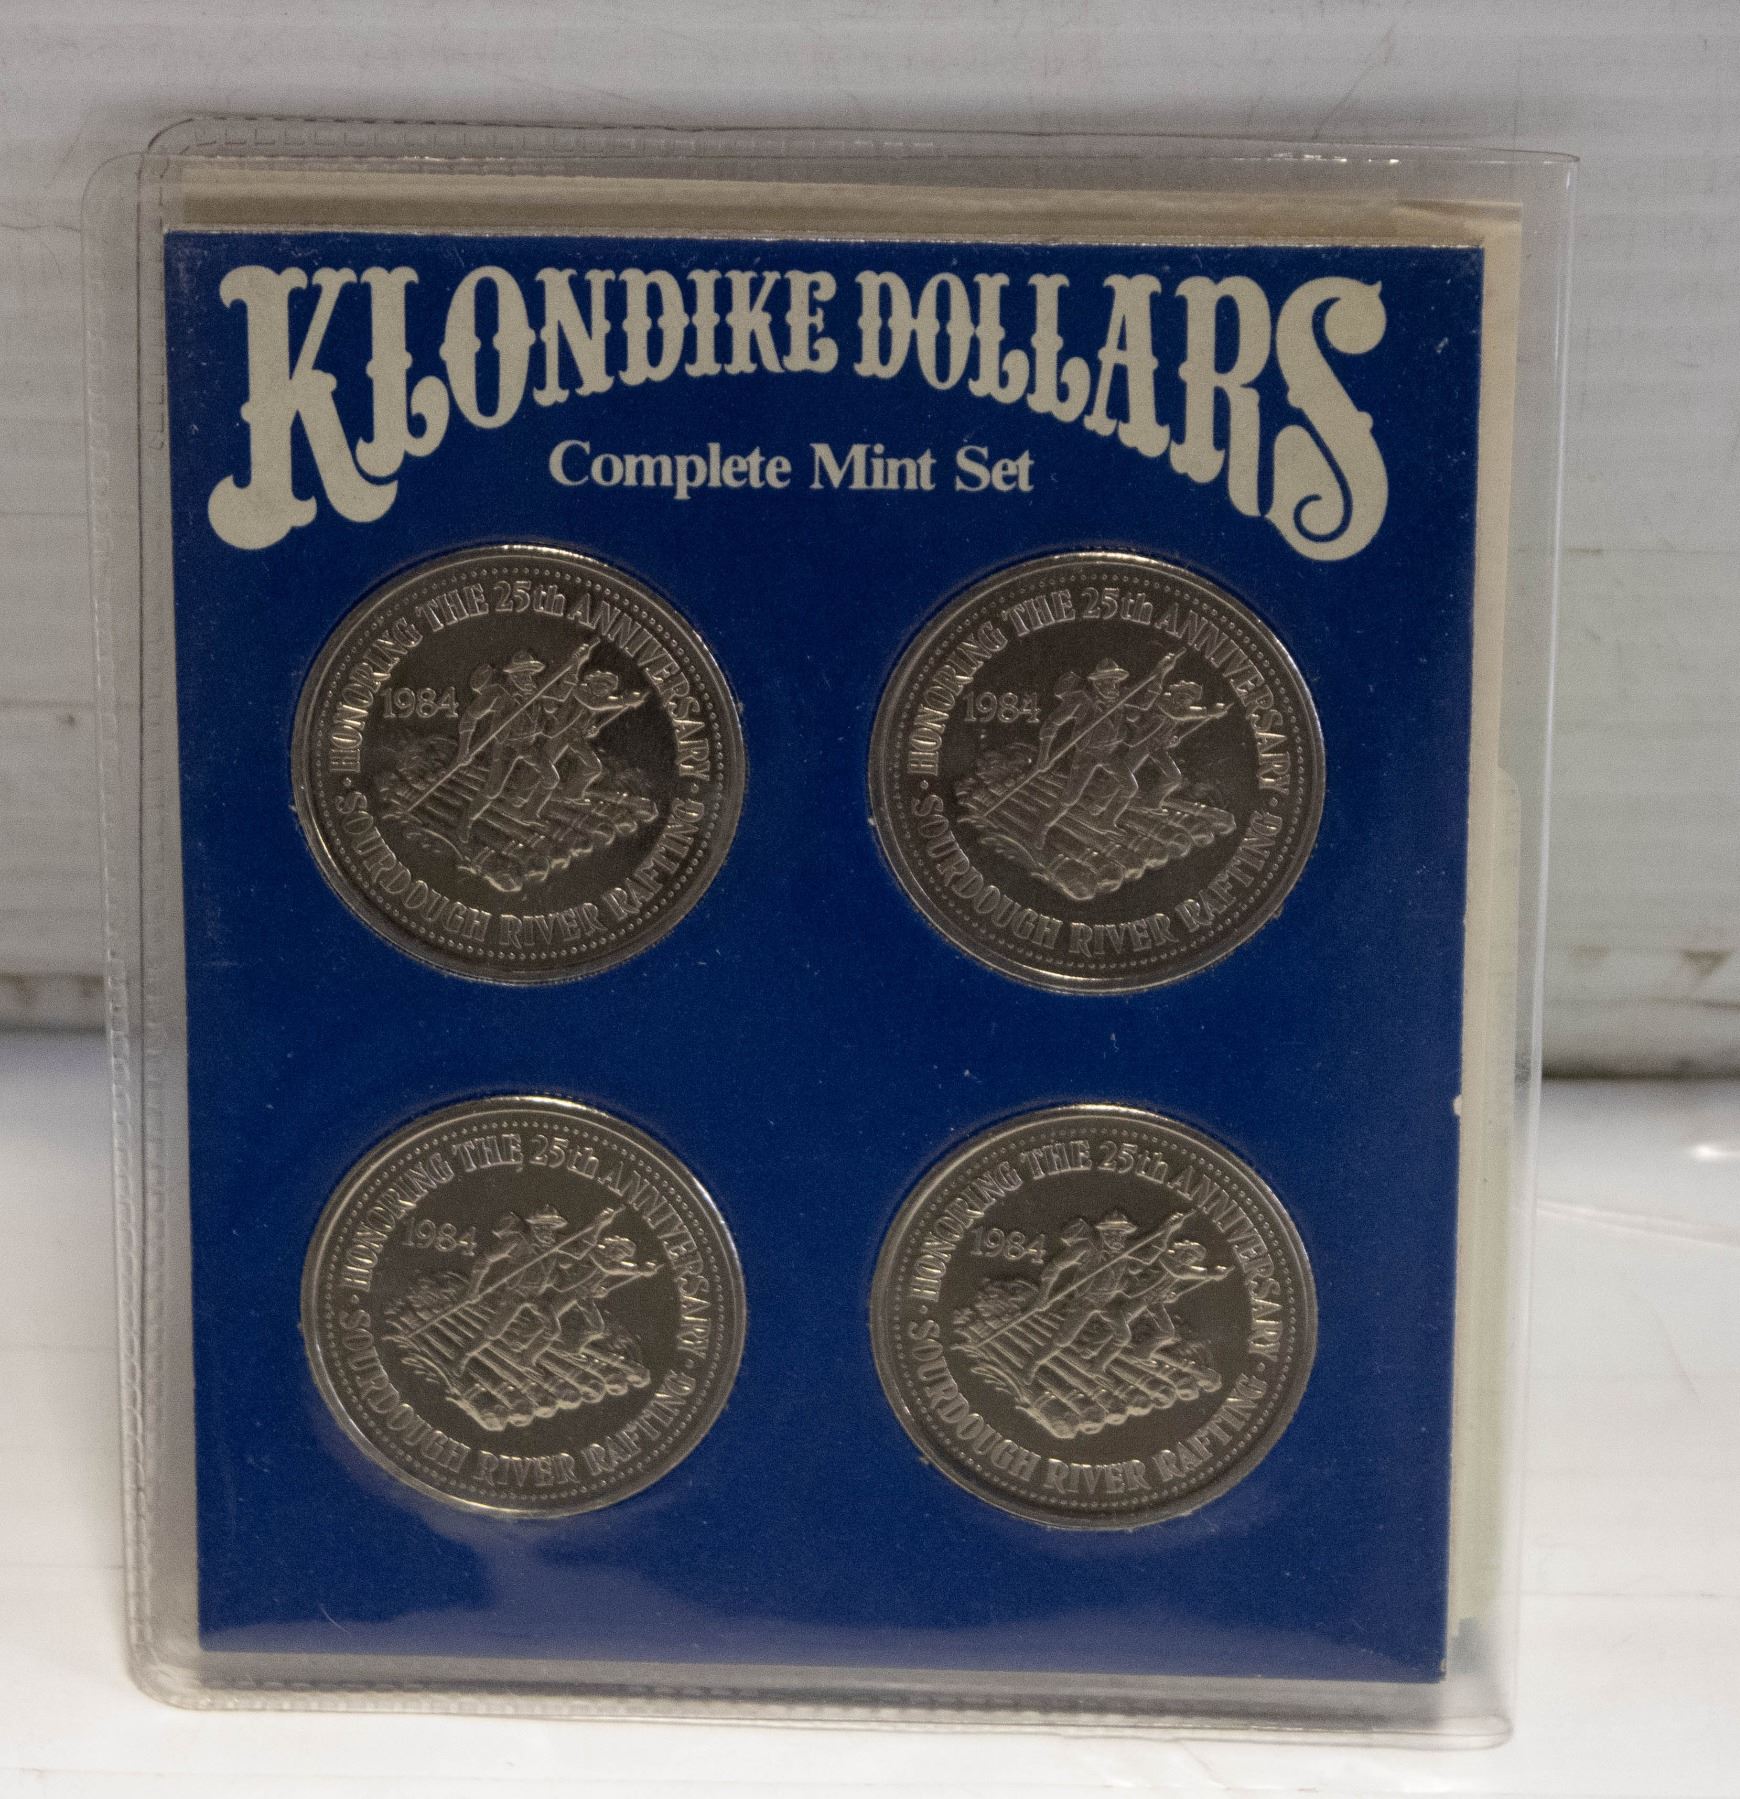 KLONDIKE DOLLARS
Complete Mint Set
· HONORING THE 25th ANNIVERSARY ·
1984
SOURDOUGH RIVER RAFTING
· HONORING THE 25th ANNIVERSARY ·
1984
SOURDOUGH RIVER RAFTING
· HONORING THE 25th ANNIVERSARY ·
1984
SOURDOUGH RIVER RAFTING
· HONORING THE 25th ANNIVERSARY ·
1984
SOURDOUGH RIVER RAFTING